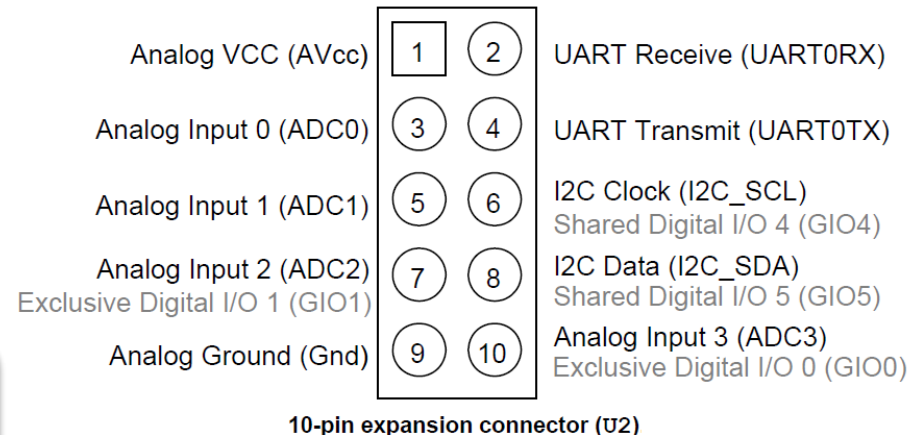 Analog VCC (AVcc) 1 2 UART Receive (UART0RX)
Analog Input 0 (ADC0) 3 4 UART Transmit (UART0TX)
Analog Input 1 (ADC1) 5 6 I2C Clock (I2C_SCL)
Shared Digital I/O 4 (GIO4)
Analog Input 2 (ADC2) 7 8 I2C Data (I2C_SDA)
Exclusive Digital I/O 1 (GIO1) Shared Digital I/O 5 (GIO5)
Analog Ground (Gnd) 9 10 Analog Input 3 (ADC3)
Exclusive Digital I/O 0 (GIO0)
10-pin expansion connector (U2)